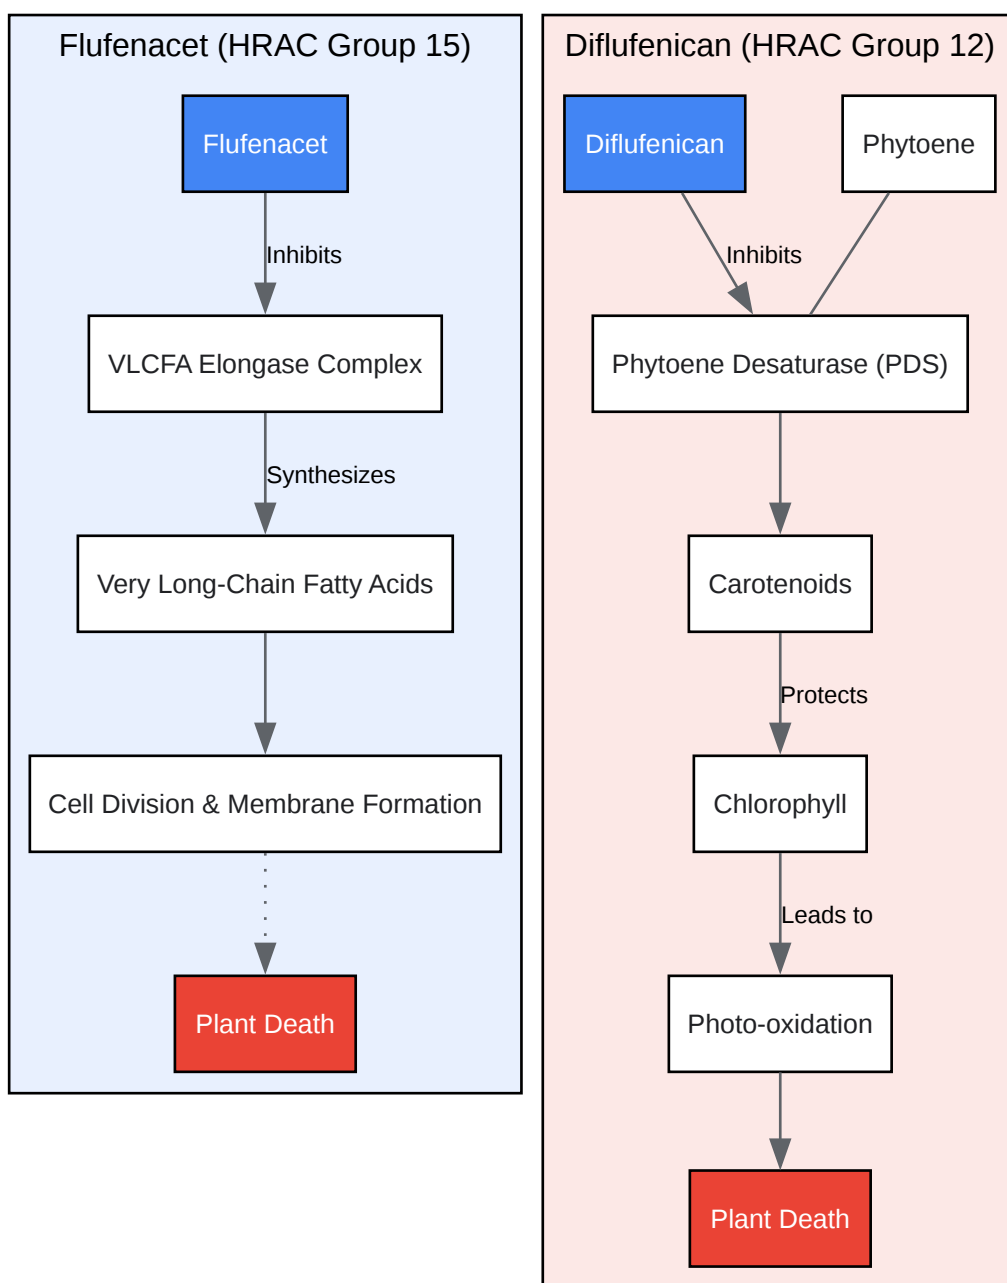 Flufenacet (HRAC Group 15)
Flufenacet
Inhibits
VLCFA Elongase Complex
Synthesizes
Very Long-Chain Fatty Acids
Cell Division & Membrane Formation
Plant Death
Diflufenican (HRAC Group 12)
Diflufenican
Phytoene
Inhibits
Phytoene Desaturase (PDS)
Carotenoids
Protects
Chlorophyll
Leads to
Photo-oxidation
Plant Death